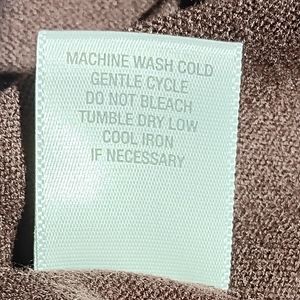 MACHINE WASH COLD
GENTLE CYCLE
DO NOT BLEACH
TUMBLE DRY LOW
COOL IRON
IF NECESSARY